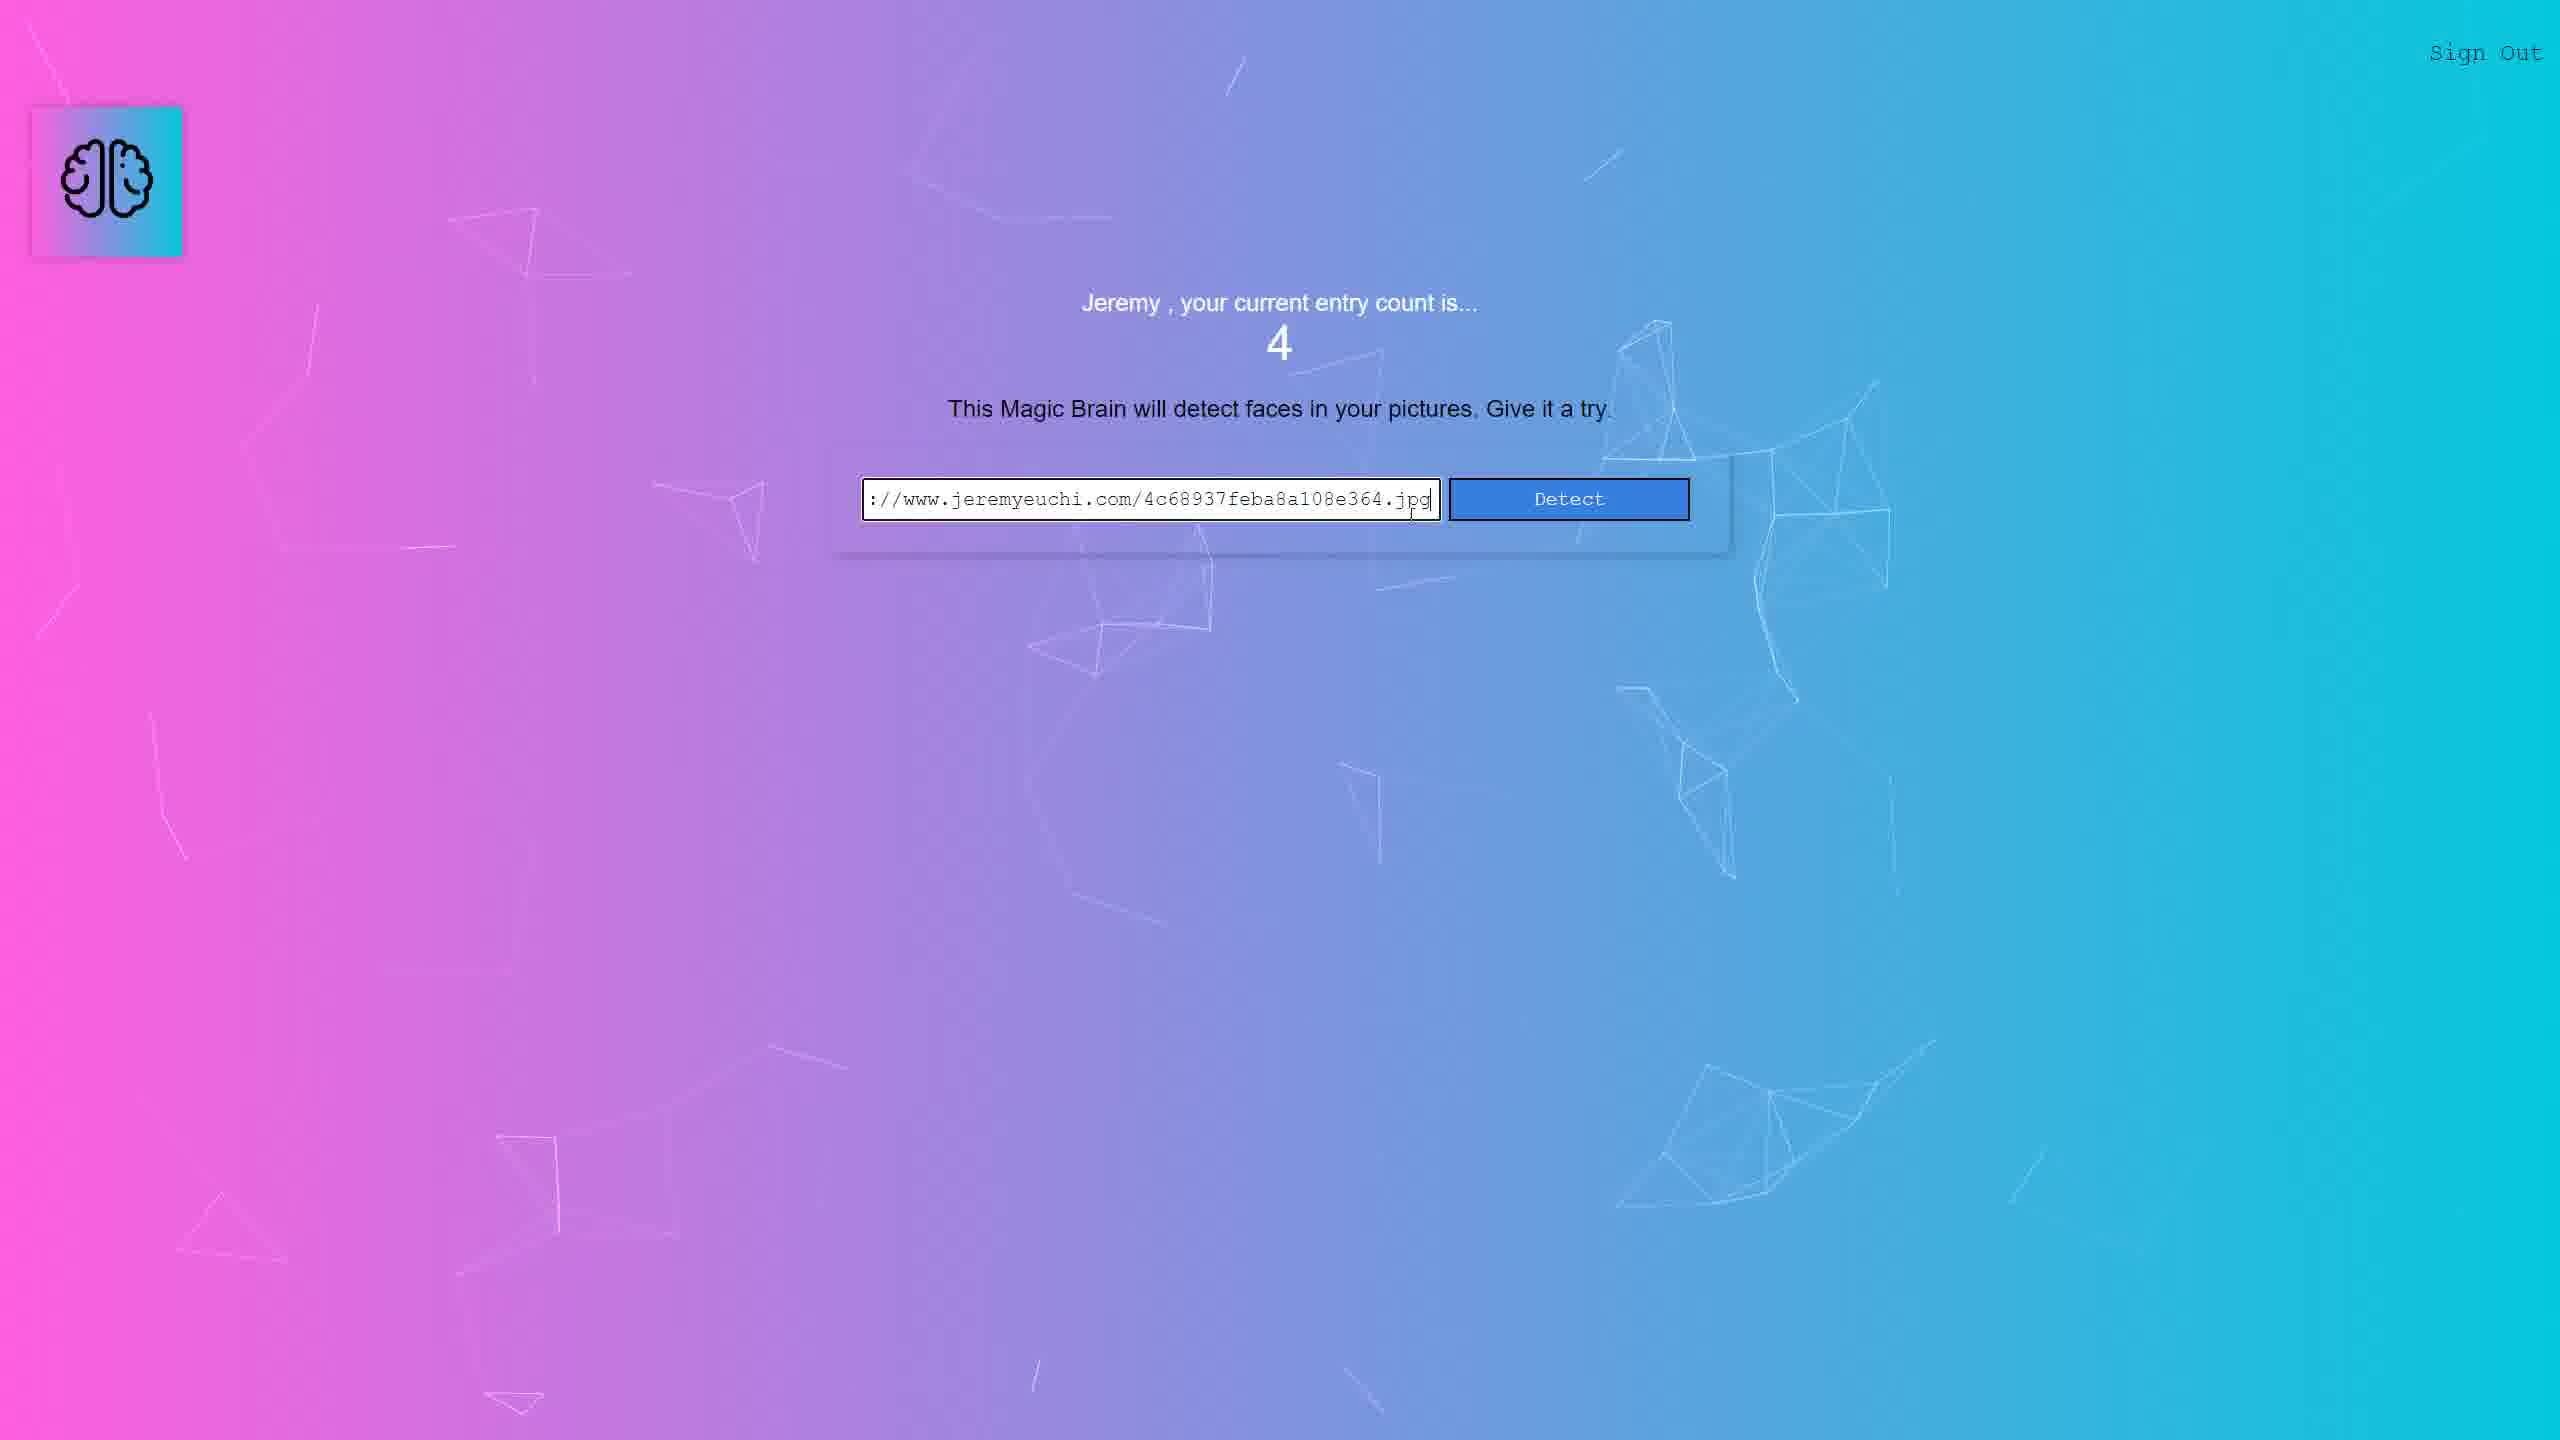 Sign Out
Jeremy , your current entry count is...
4
This Magic Brain will detect faces in your pictures. Give it a try.
://www.jeremyeuchi.com/4c68937feba8a108e364.jpg
Detect